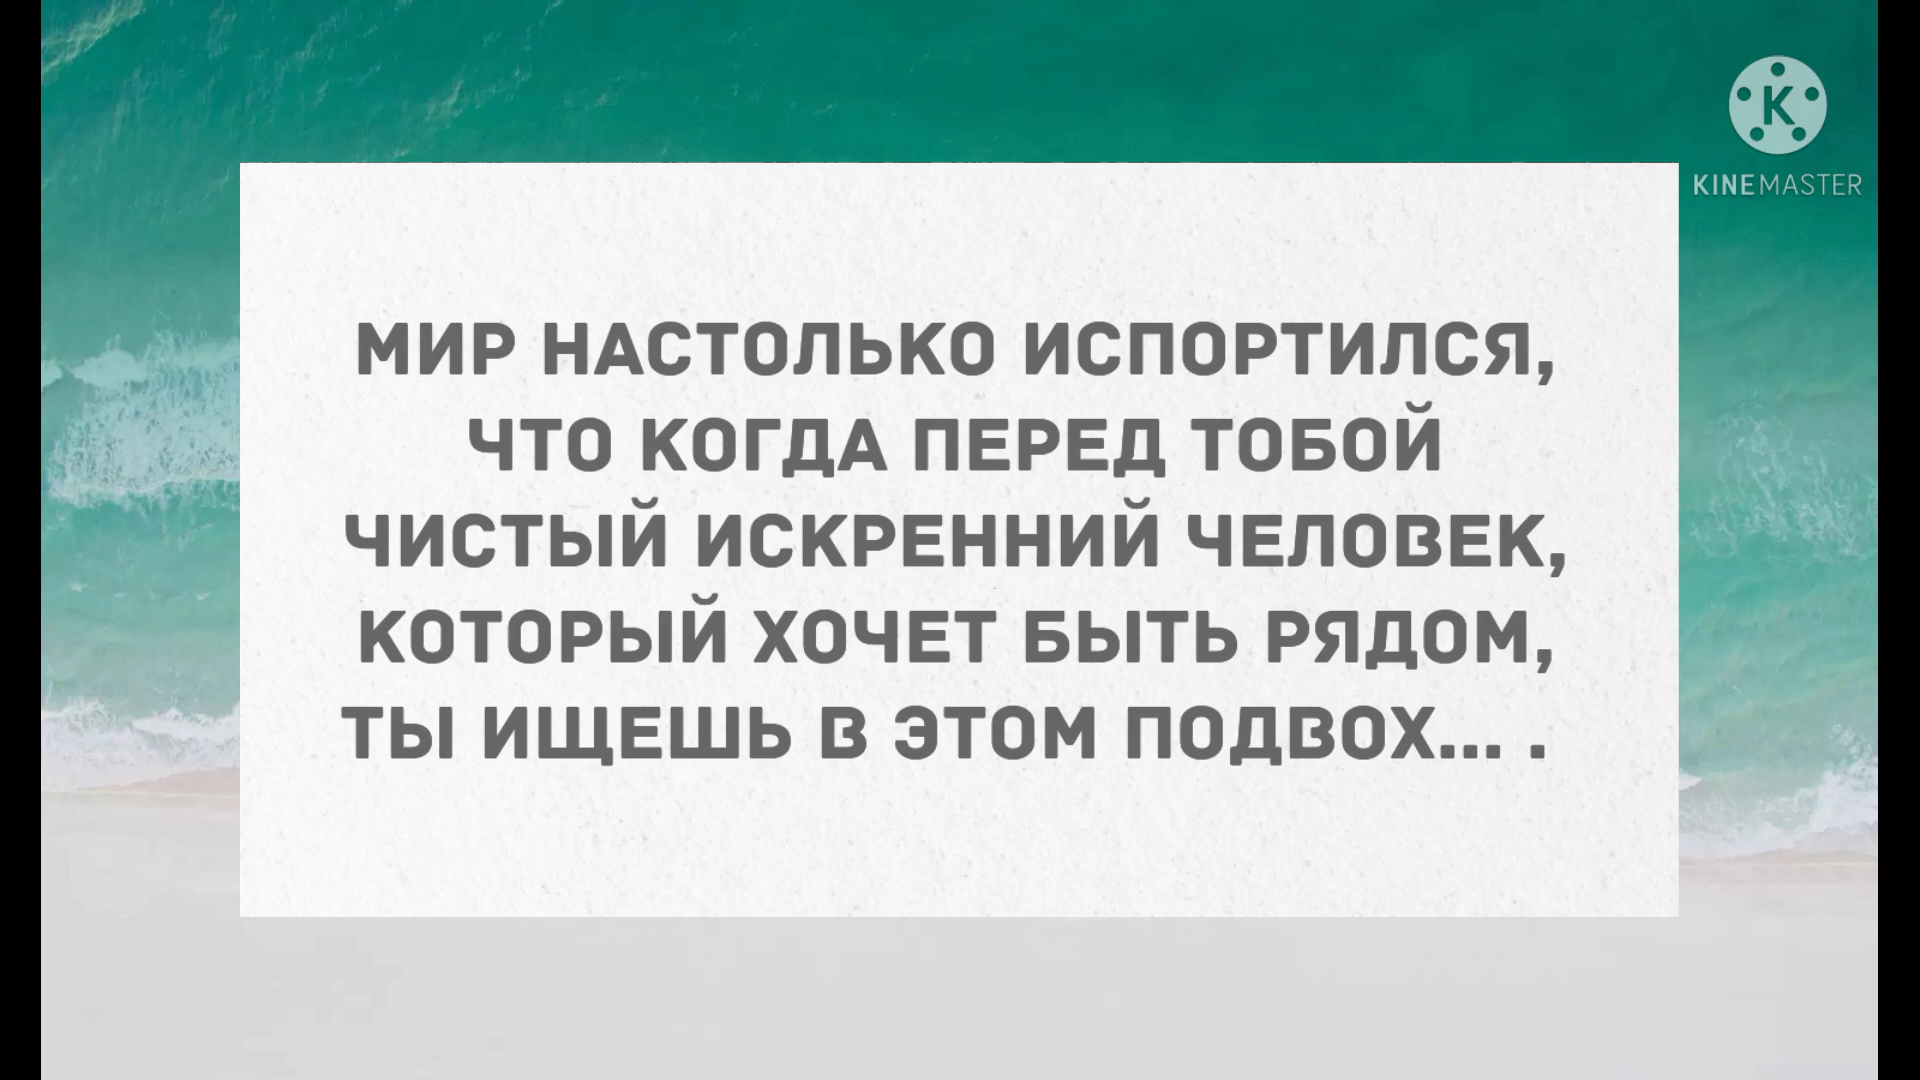 KINEMASTER
МИР НАСТОЛЬКО ИСПОРТИЛСЯ,
ЧТО КОГДА ПЕРЕД ТОБОЙ
ЧИСТЫЙ ИСКРЕННИЙ ЧЕЛОВЕК,
КОТОРЫЙ ХОЧЕТ БЫТЬ РЯДОМ,
ТЫ ИЩЕШЬ В ЭТОМ ПОДВОХ... .